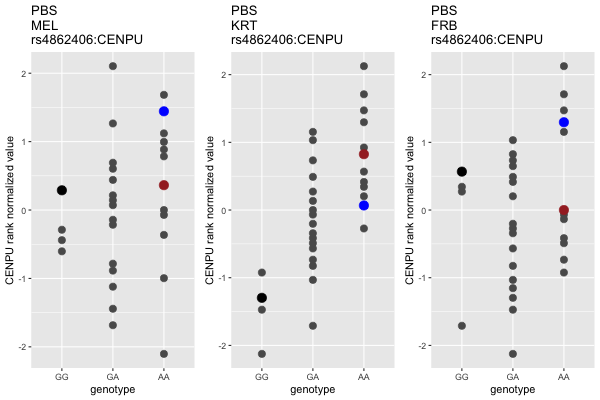 PBS
MEL
rs4862406:CENPU
CENPU rank normalized value
2
1
0
-1
-2
GG GA AA
genotype
PBS
KRT
rs4862406:CENPU
CENPU rank normalized value
2
1
0
-1
-2
GG GA AA
genotype
PBS
FRB
rs4862406:CENPU
CENPU rank normalized value
2
1
0
-1
-2
GG GA AA
genotype